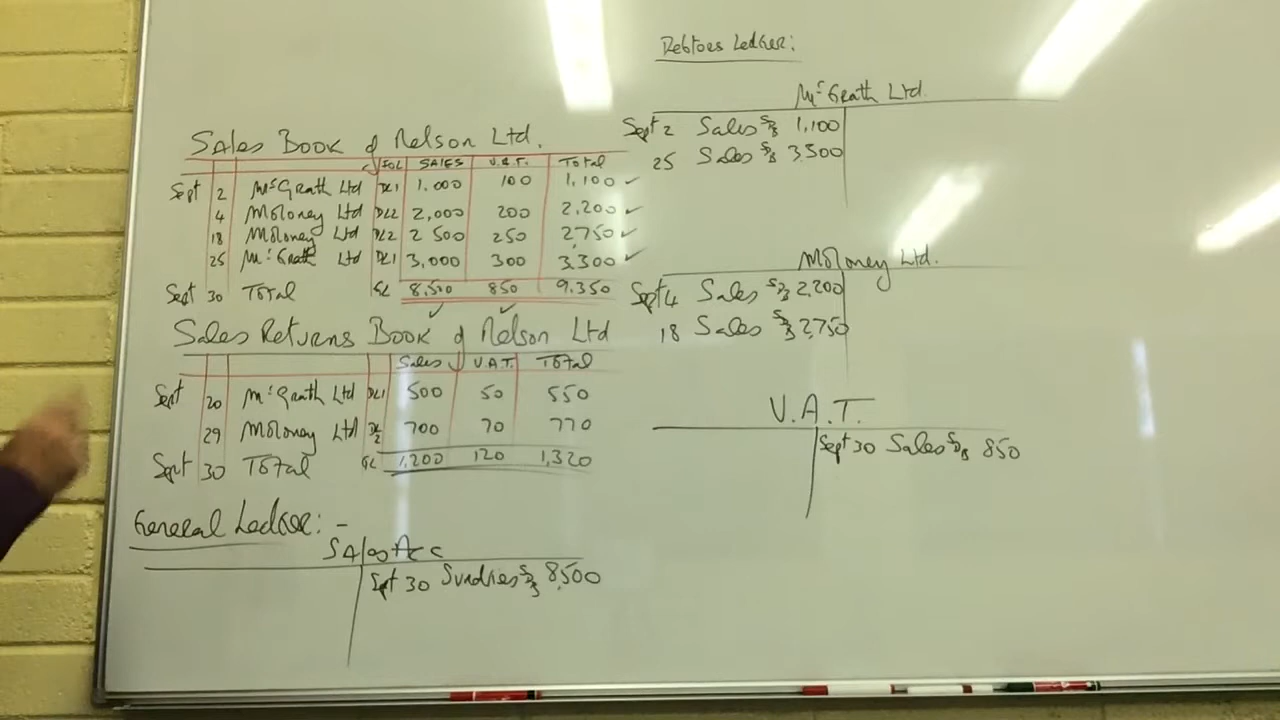 Sales Book of Nelson Ltd.
FOL SALES V.A.T. Total
Sept 2 McGrath Ltd DL1 1,000 100 1,100
4 Moloney Ltd DL2 2,000 200 2,200
18 Moloney Ltd DL2 2 500 250 2,750
25 McGrath Ltd DL1 3,000 300 3,300
Sept 30 Total GL 8,500 850 9,350
Sales Returns Book of Nelson Ltd
Sales V.A.T. Total
Sept 20 McGrath Ltd DL1 500 50 550
29 Moloney Ltd DL2 700 70 770
Sept 30 Total GL 1,200 120 1,320
General Ledger:-
Sales Acc
Sept 30 Sundries SB 8,500
Debtors Ledger:
McGrath Ltd.
Sept 2 Sales SB 1,100
25 Sales SB 3,300
Moloney Ltd.
Sept 4 Sales SB 2,200
18 Sales SB 2,750
V.A.T.
Sept 30 Sales SB 850